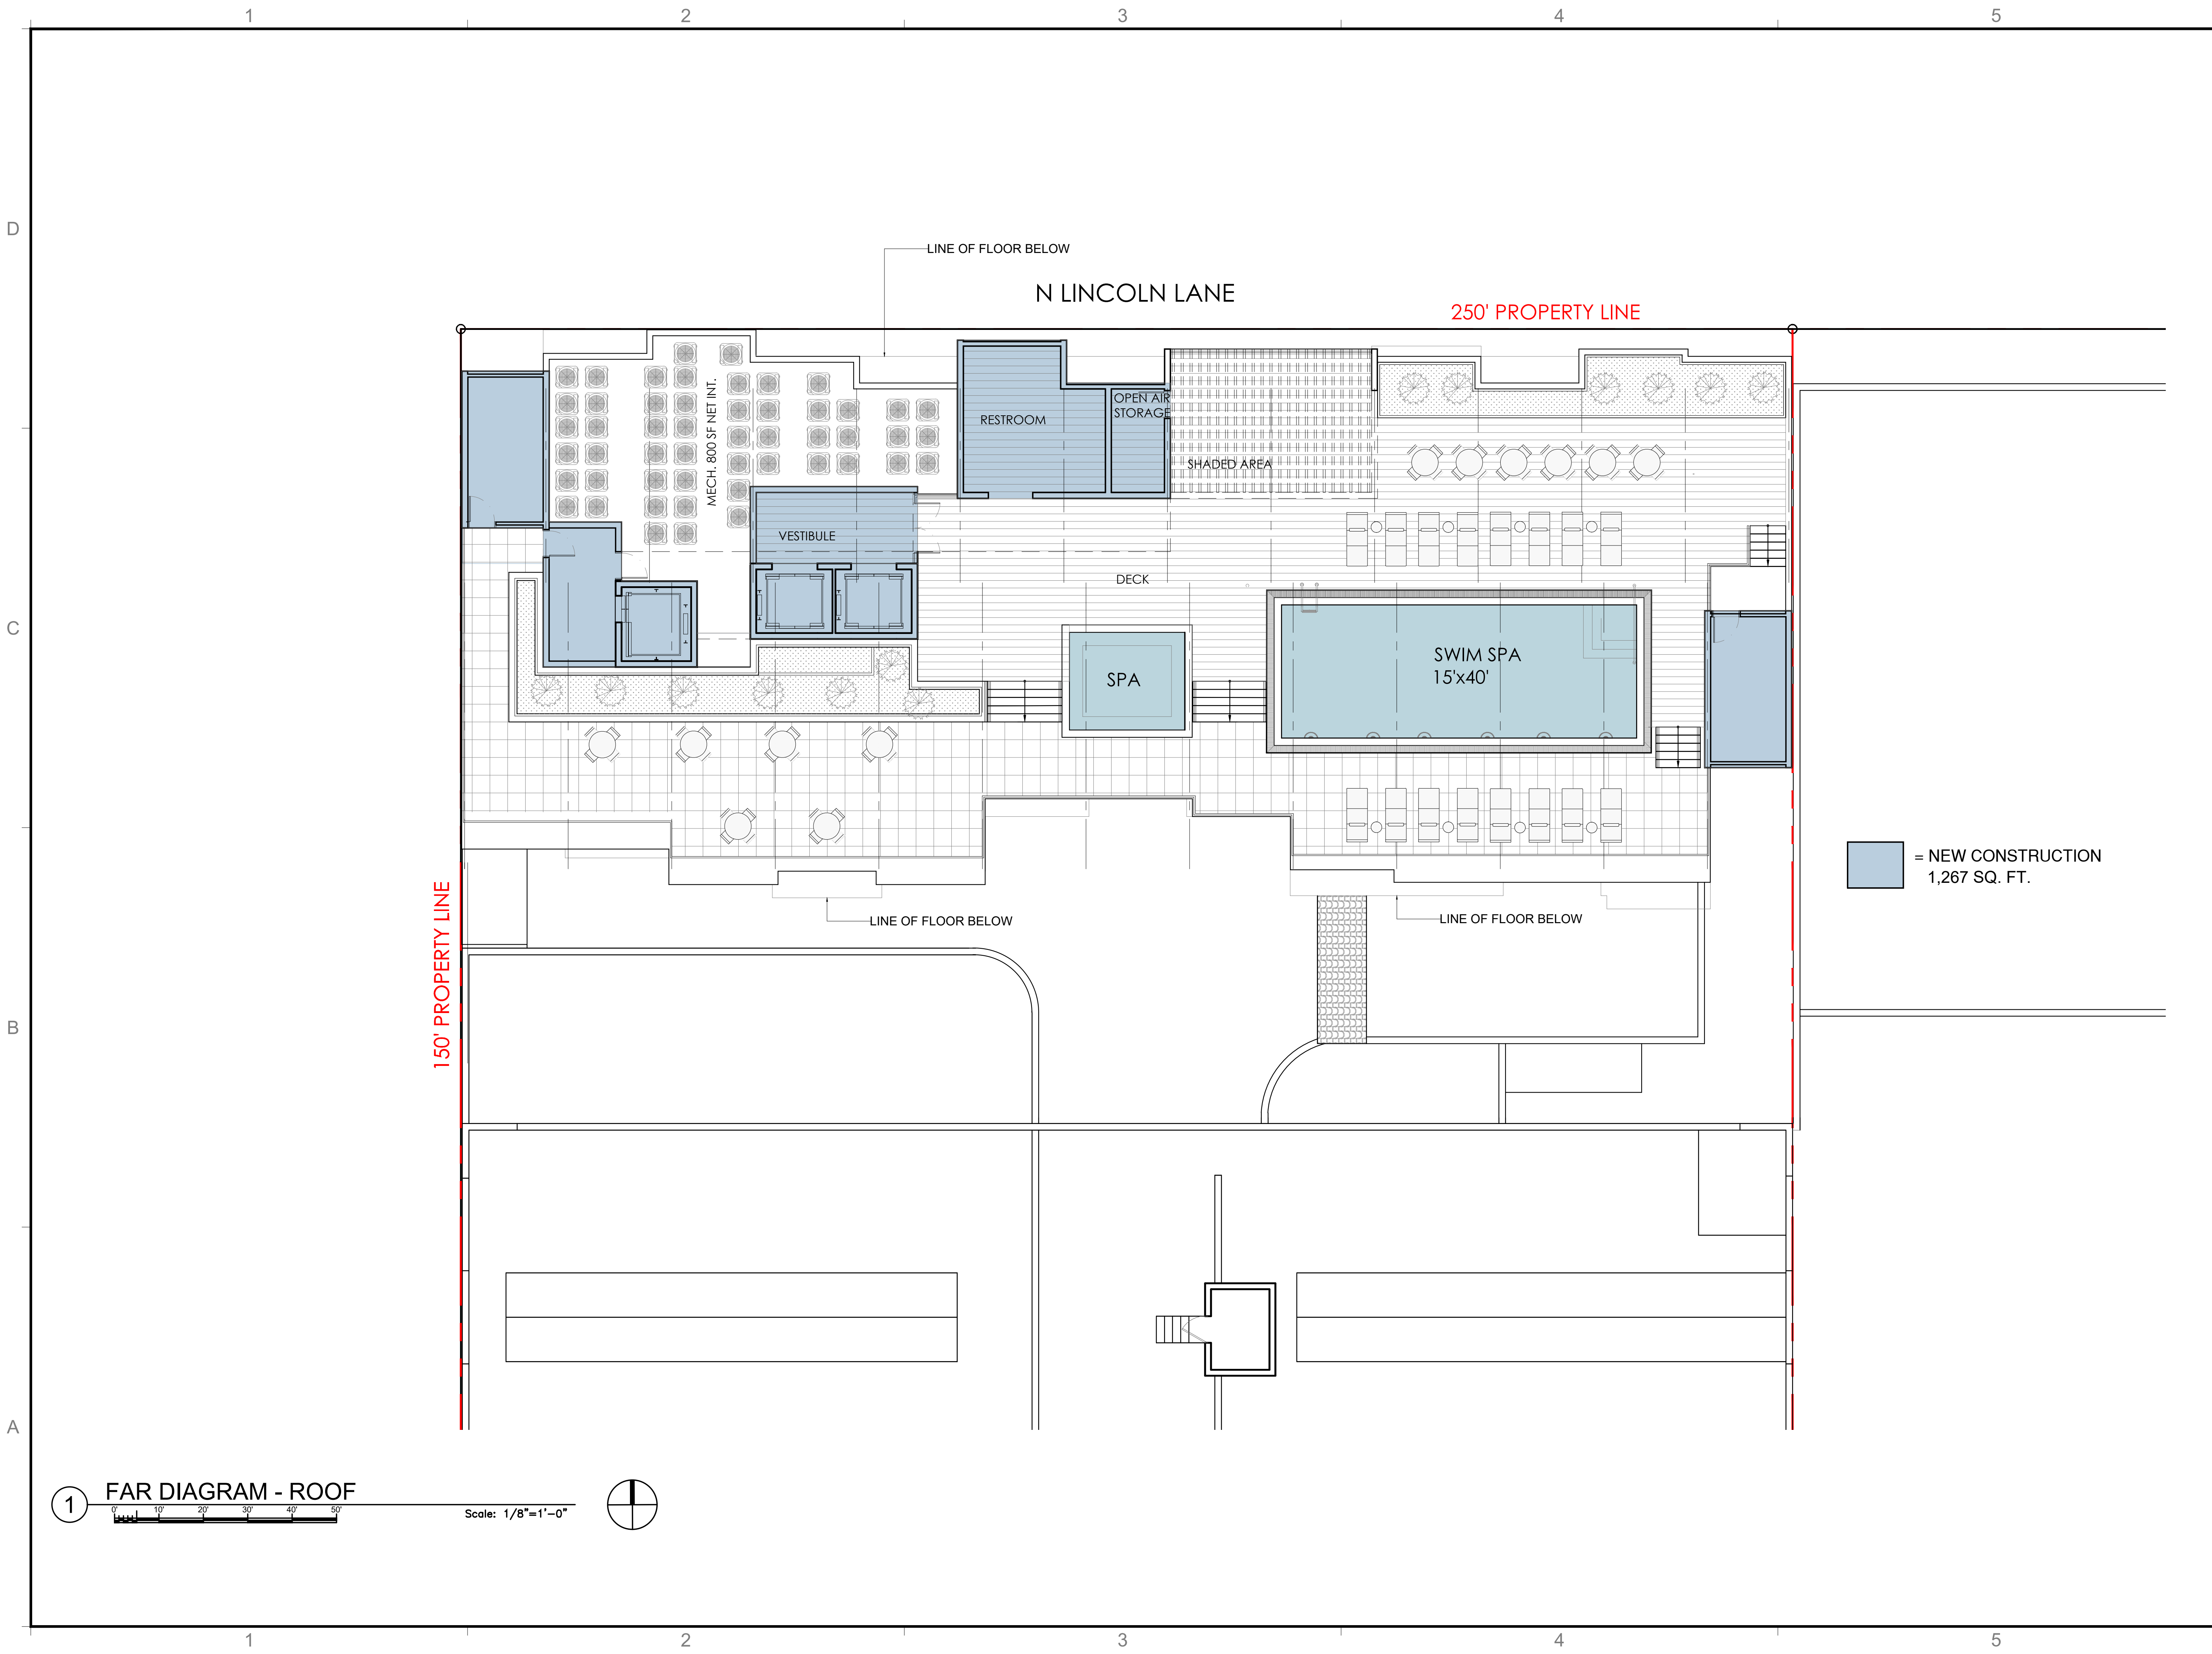 1 2 3 4 5
D
LINE OF FLOOR BELOW
N LINCOLN LANE
250' PROPERTY LINE
MECH. 800 SF NET INT.
RESTROOM
OPEN AIR
STORAGE
SHADED AREA
VESTIBULE
DECK
C
SPA
SWIM SPA
15'x40'
= NEW CONSTRUCTION
1,267 SQ. FT.
150' PROPERTY LINE
LINE OF FLOOR BELOW
LINE OF FLOOR BELOW
B
A
1
FAR DIAGRAM - ROOF
0' 10' 20' 30' 40' 50'
Scale: 1/8"=1'-0"
1 2 3 4 5